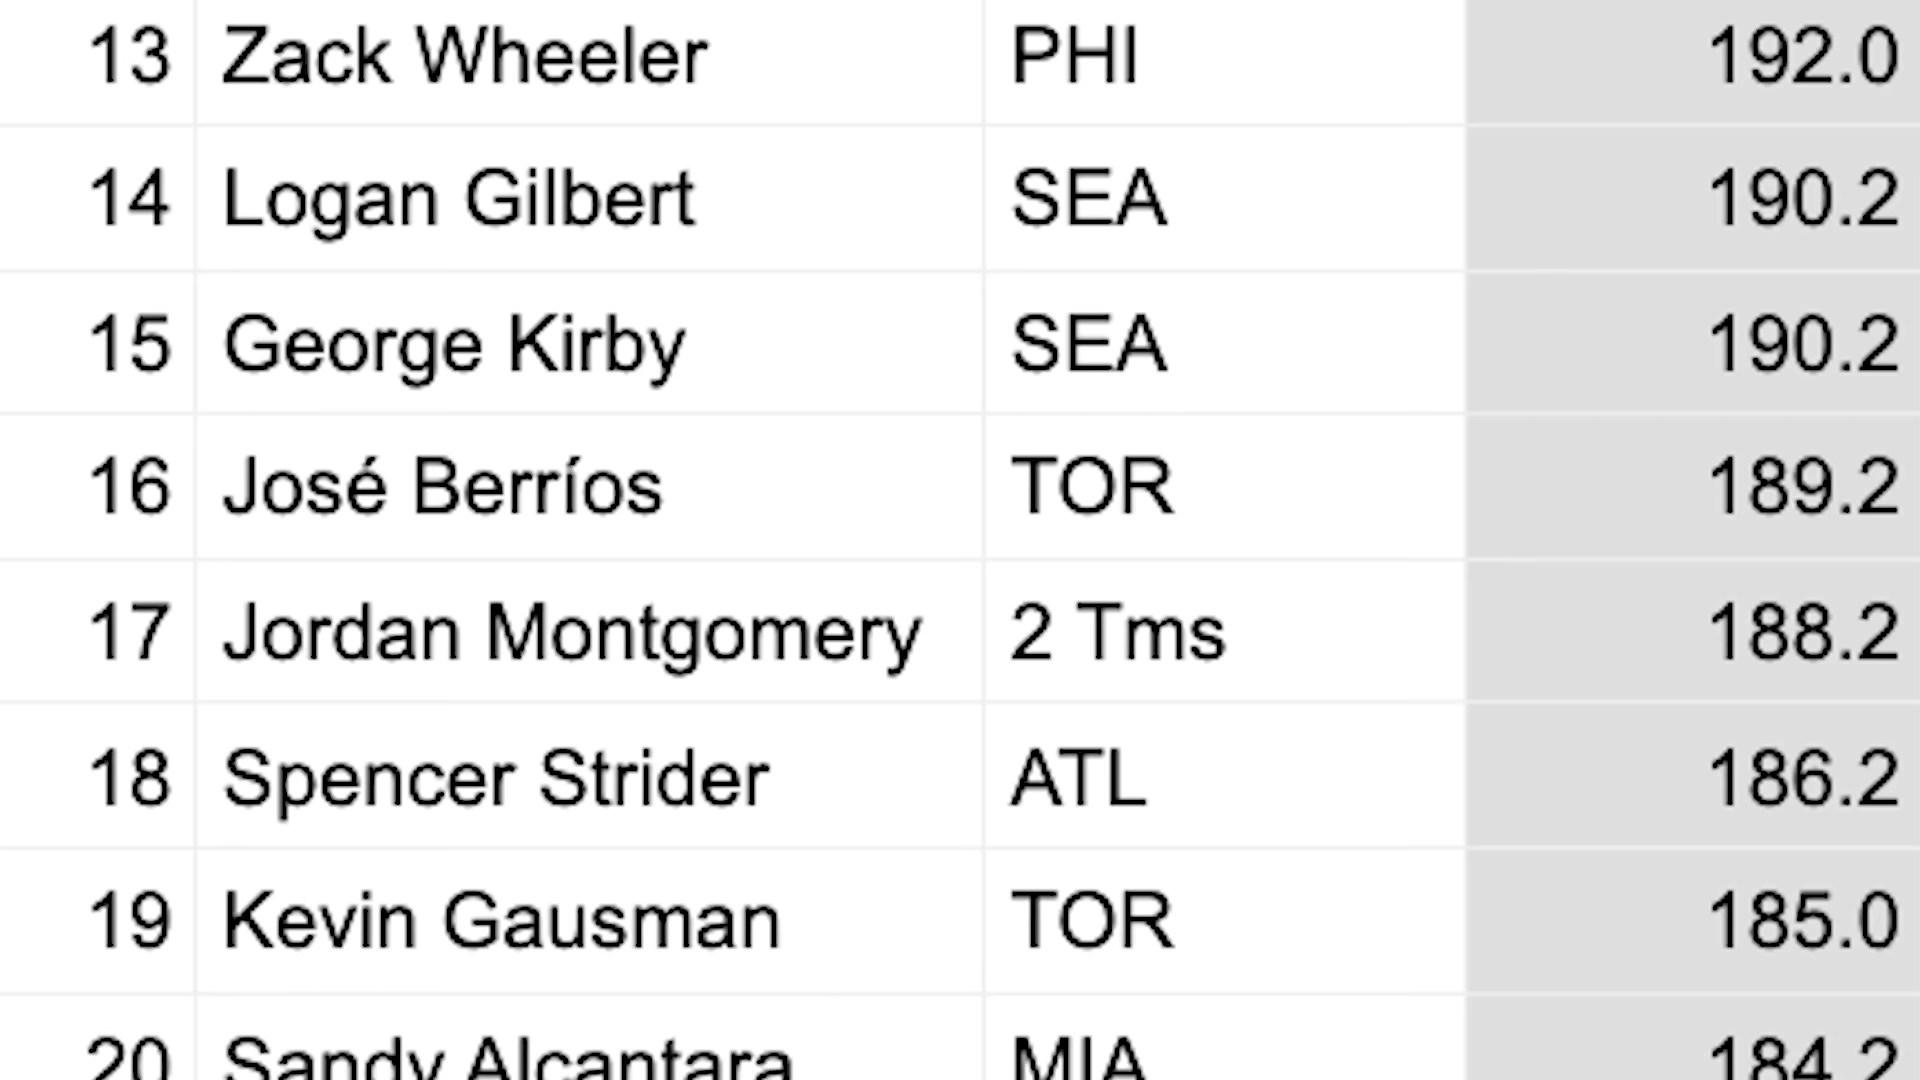 13 Zack Wheeler PHI 192.0
14 Logan Gilbert SEA 190.2
15 George Kirby SEA 190.2
16 José Berríos TOR 189.2
17 Jordan Montgomery 2 Tms 188.2
18 Spencer Strider ATL 186.2
19 Kevin Gausman TOR 185.0
20 Sandy Alcantara MIA 184.2